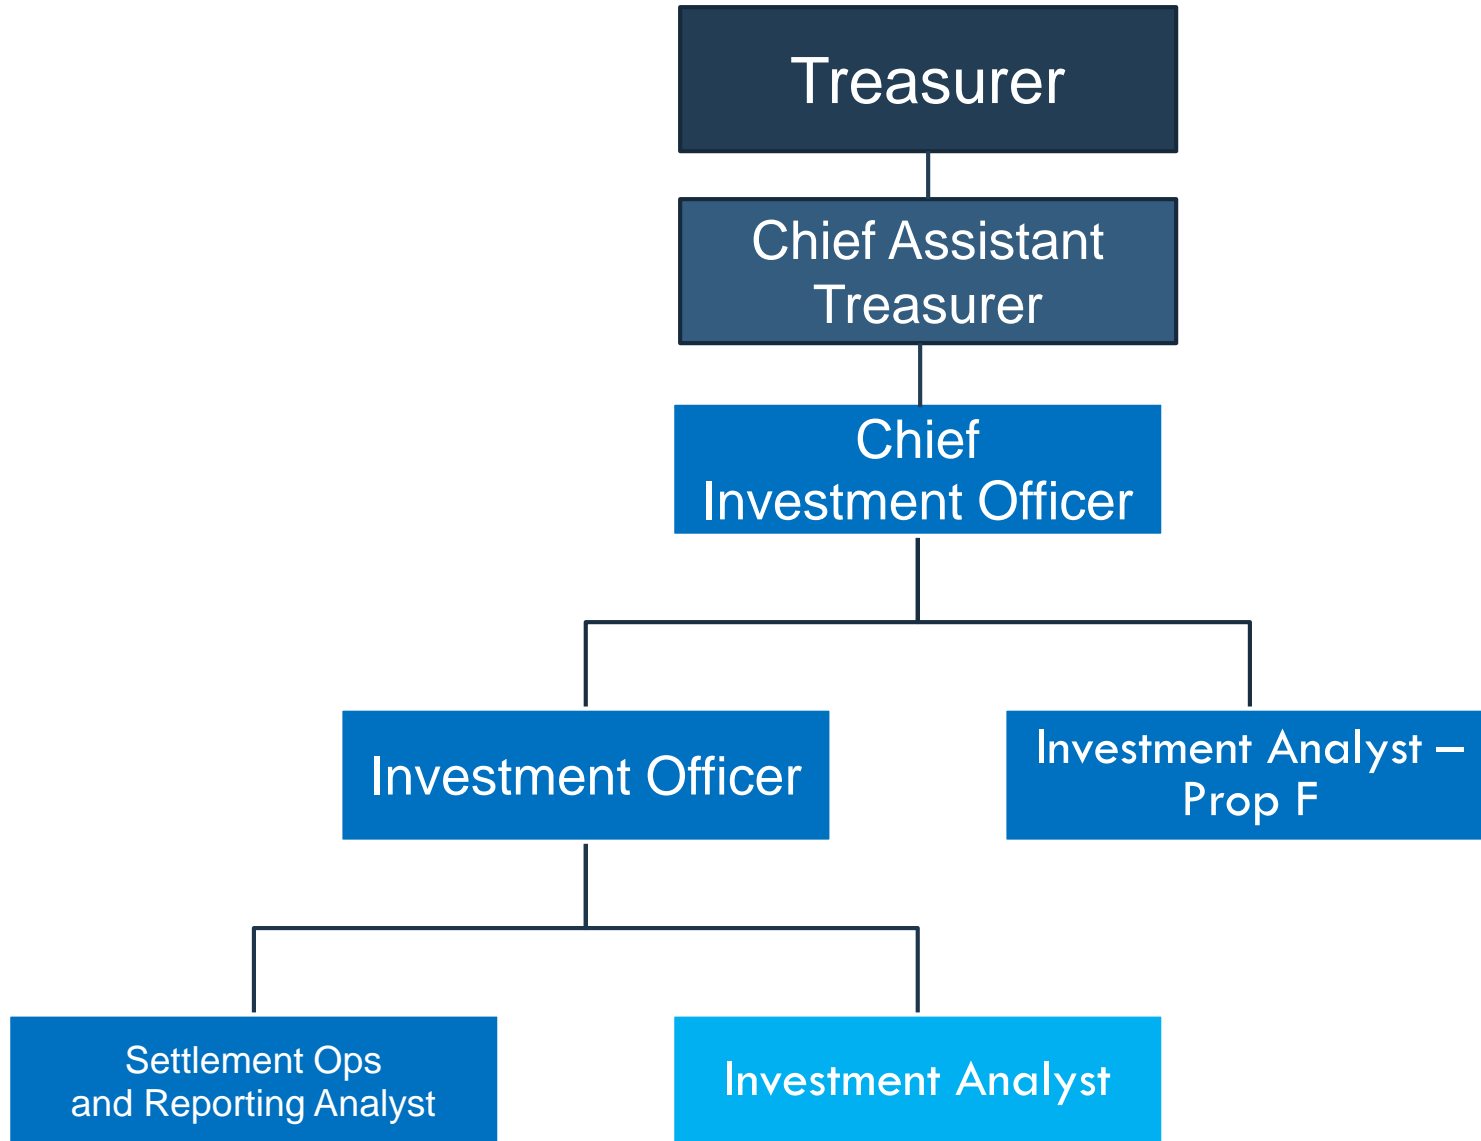 Treasurer
Chief Assistant
Treasurer
Chief
Investment Officer
Investment Officer
Investment Analyst –
Prop F
Settlement Ops
and Reporting Analyst
Investment Analyst